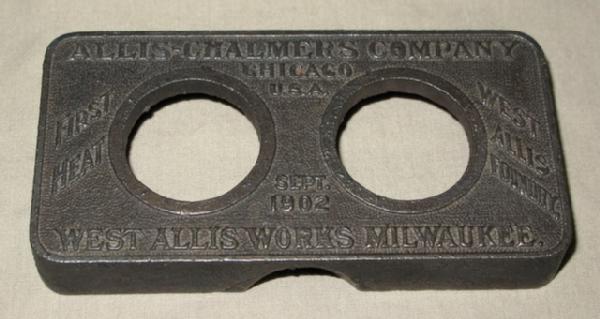 ALLIS-CHALMERS COMPANY
CHICAGO
U.S.A.
FIRST
HEAT
WEST
ALLIS
FOUNDRY.
SEPT.
1902
WEST ALLIS WORKS MILWAUKEE.